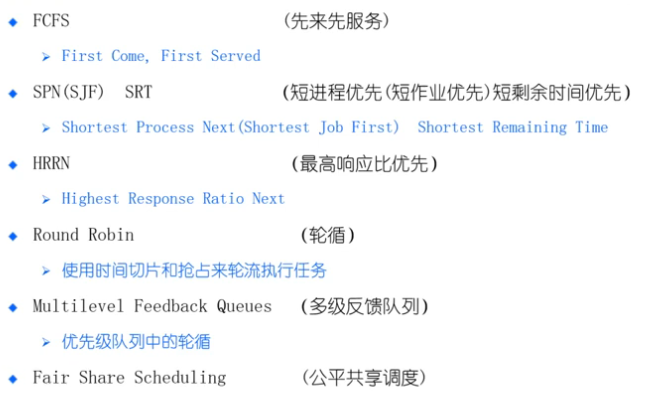 FCFS (先来先服务)
First Come, First Served
SPN(SJF) SRT (短进程优先(短作业优先)短剩余时间优先)
Shortest Process Next(Shortest Job First) Shortest Remaining Time
HRRN (最高响应比优先)
Highest Response Ratio Next
Round Robin (轮循)
使用时间切片和抢占来轮流执行任务
Multilevel Feedback Queues (多级反馈队列)
优先级队列中的轮循
Fair Share Scheduling (公平共享调度)